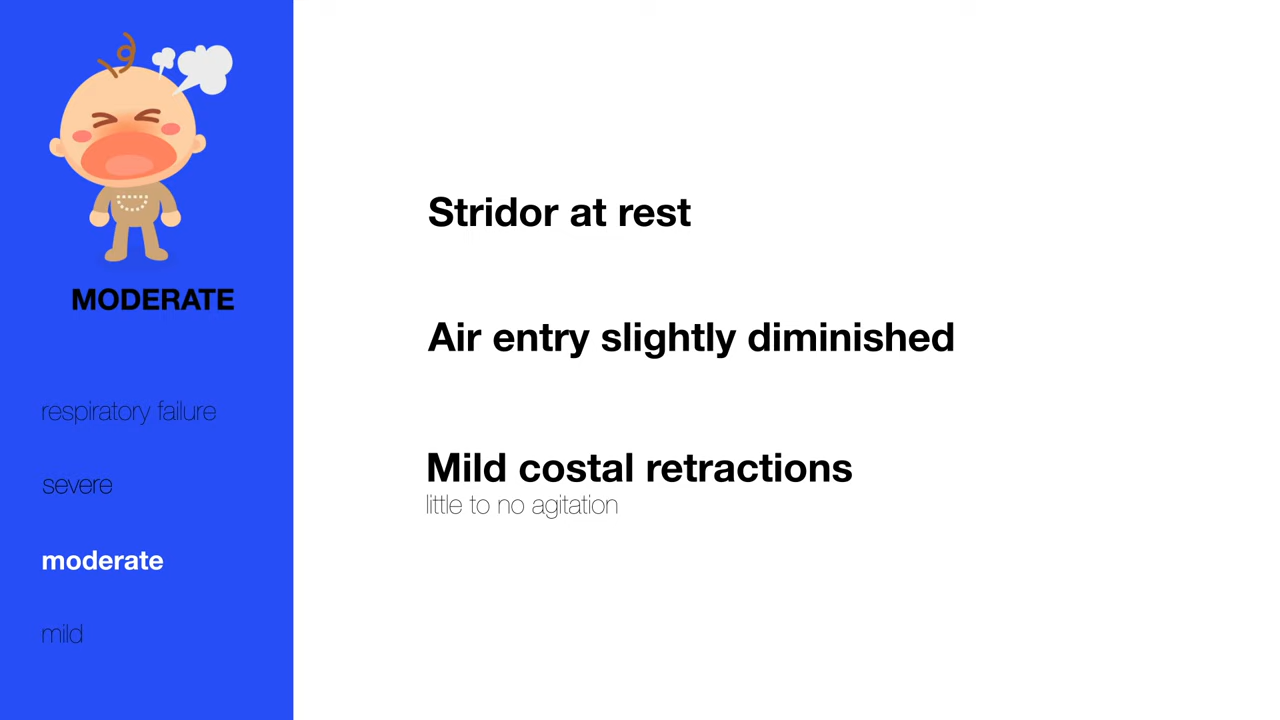 MODERATE
respiratory failure
severe
moderate
mild
Stridor at rest
Air entry slightly diminished
Mild costal retractions
little to no agitation